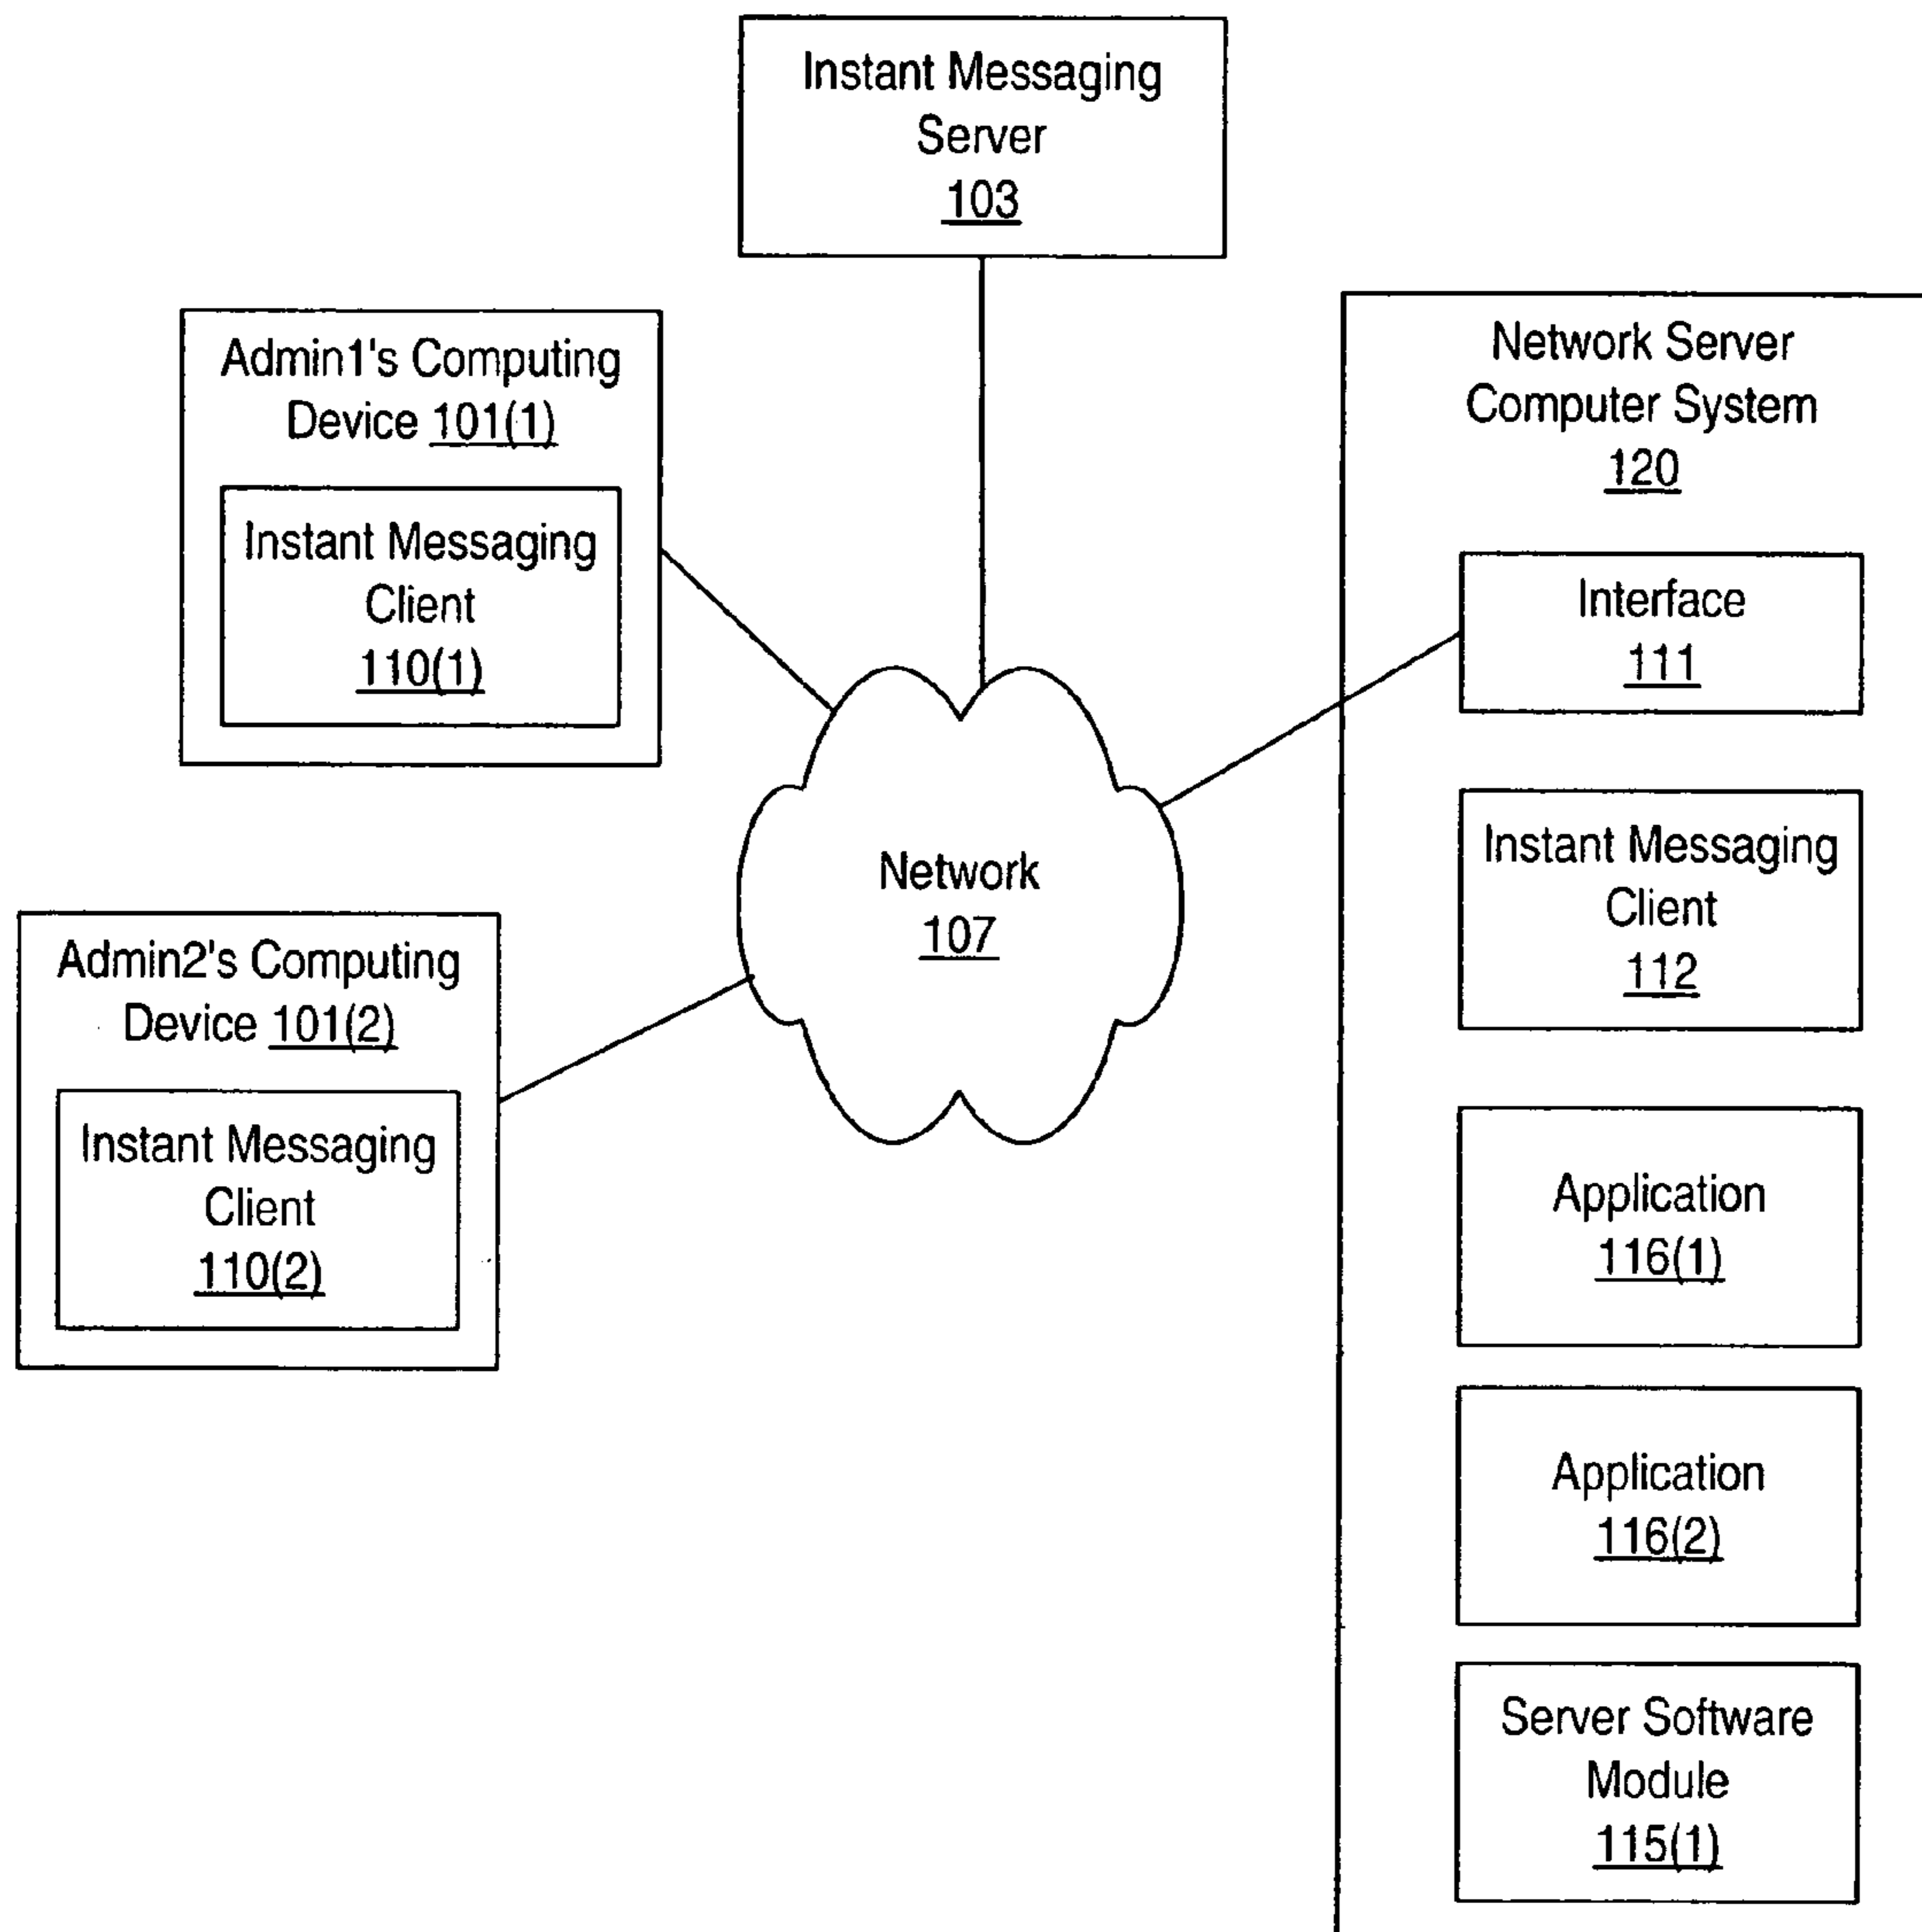 Instant Messaging
Server
103
Admin1's Computing
Device 101(1)
Instant Messaging
Client
110(1)
Network Server
Computer System
120
Interface
111
Instant Messaging
Client
112
Network
107
Admin2's Computing
Device 101(2)
Instant Messaging
Client
110(2)
Application
116(1)
Application
116(2)
Server Software
Module
115(1)